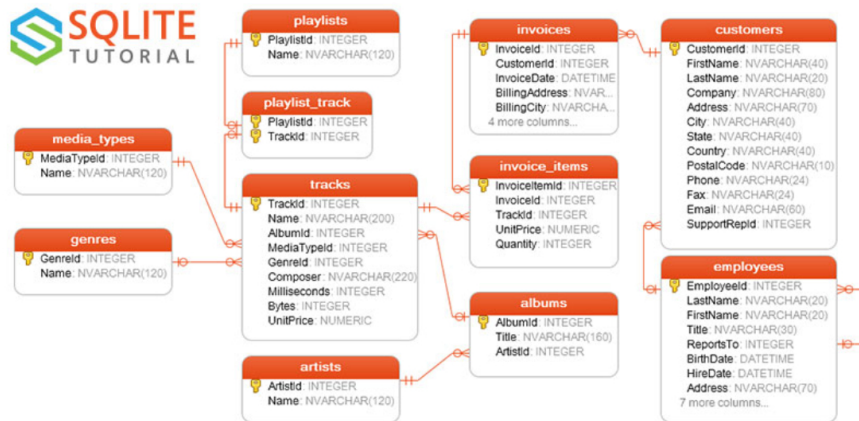 SQLITE
TUTORIAL
playlists
PlaylistId: INTEGER
Name: NVARCHAR(120)
playlist_track
PlaylistId: INTEGER
TrackId: INTEGER
media_types
MediaTypeId: INTEGER
Name: NVARCHAR(120)
genres
GenreId: INTEGER
Name: NVARCHAR(120)
tracks
TrackId: INTEGER
Name: NVARCHAR(200)
AlbumId: INTEGER
MediaTypeId: INTEGER
GenreId: INTEGER
Composer: NVARCHAR(220)
Milliseconds: INTEGER
Bytes: INTEGER
UnitPrice: NUMERIC
artists
ArtistId: INTEGER
Name: NVARCHAR(120)
invoices
InvoiceId: INTEGER
CustomerId: INTEGER
InvoiceDate: DATETIME
BillingAddress: NVAR...
BillingCity: NVARCHA...
4 more columns...
invoice_items
InvoiceItemId: INTEGER
InvoiceId: INTEGER
TrackId: INTEGER
UnitPrice: NUMERIC
Quantity: INTEGER
albums
AlbumId: INTEGER
Title: NVARCHAR(160)
ArtistId: INTEGER
customers
CustomerId: INTEGER
FirstName: NVARCHAR(40)
LastName: NVARCHAR(20)
Company: NVARCHAR(80)
Address: NVARCHAR(70)
City: NVARCHAR(40)
State: NVARCHAR(40)
Country: NVARCHAR(40)
PostalCode: NVARCHAR(10)
Phone: NVARCHAR(24)
Fax: NVARCHAR(24)
Email: NVARCHAR(60)
SupportRepId: INTEGER
employees
EmployeeId: INTEGER
LastName: NVARCHAR(20)
FirstName: NVARCHAR(20)
Title: NVARCHAR(30)
ReportsTo: INTEGER
BirthDate: DATETIME
HireDate: DATETIME
Address: NVARCHAR(70)
7 more columns...